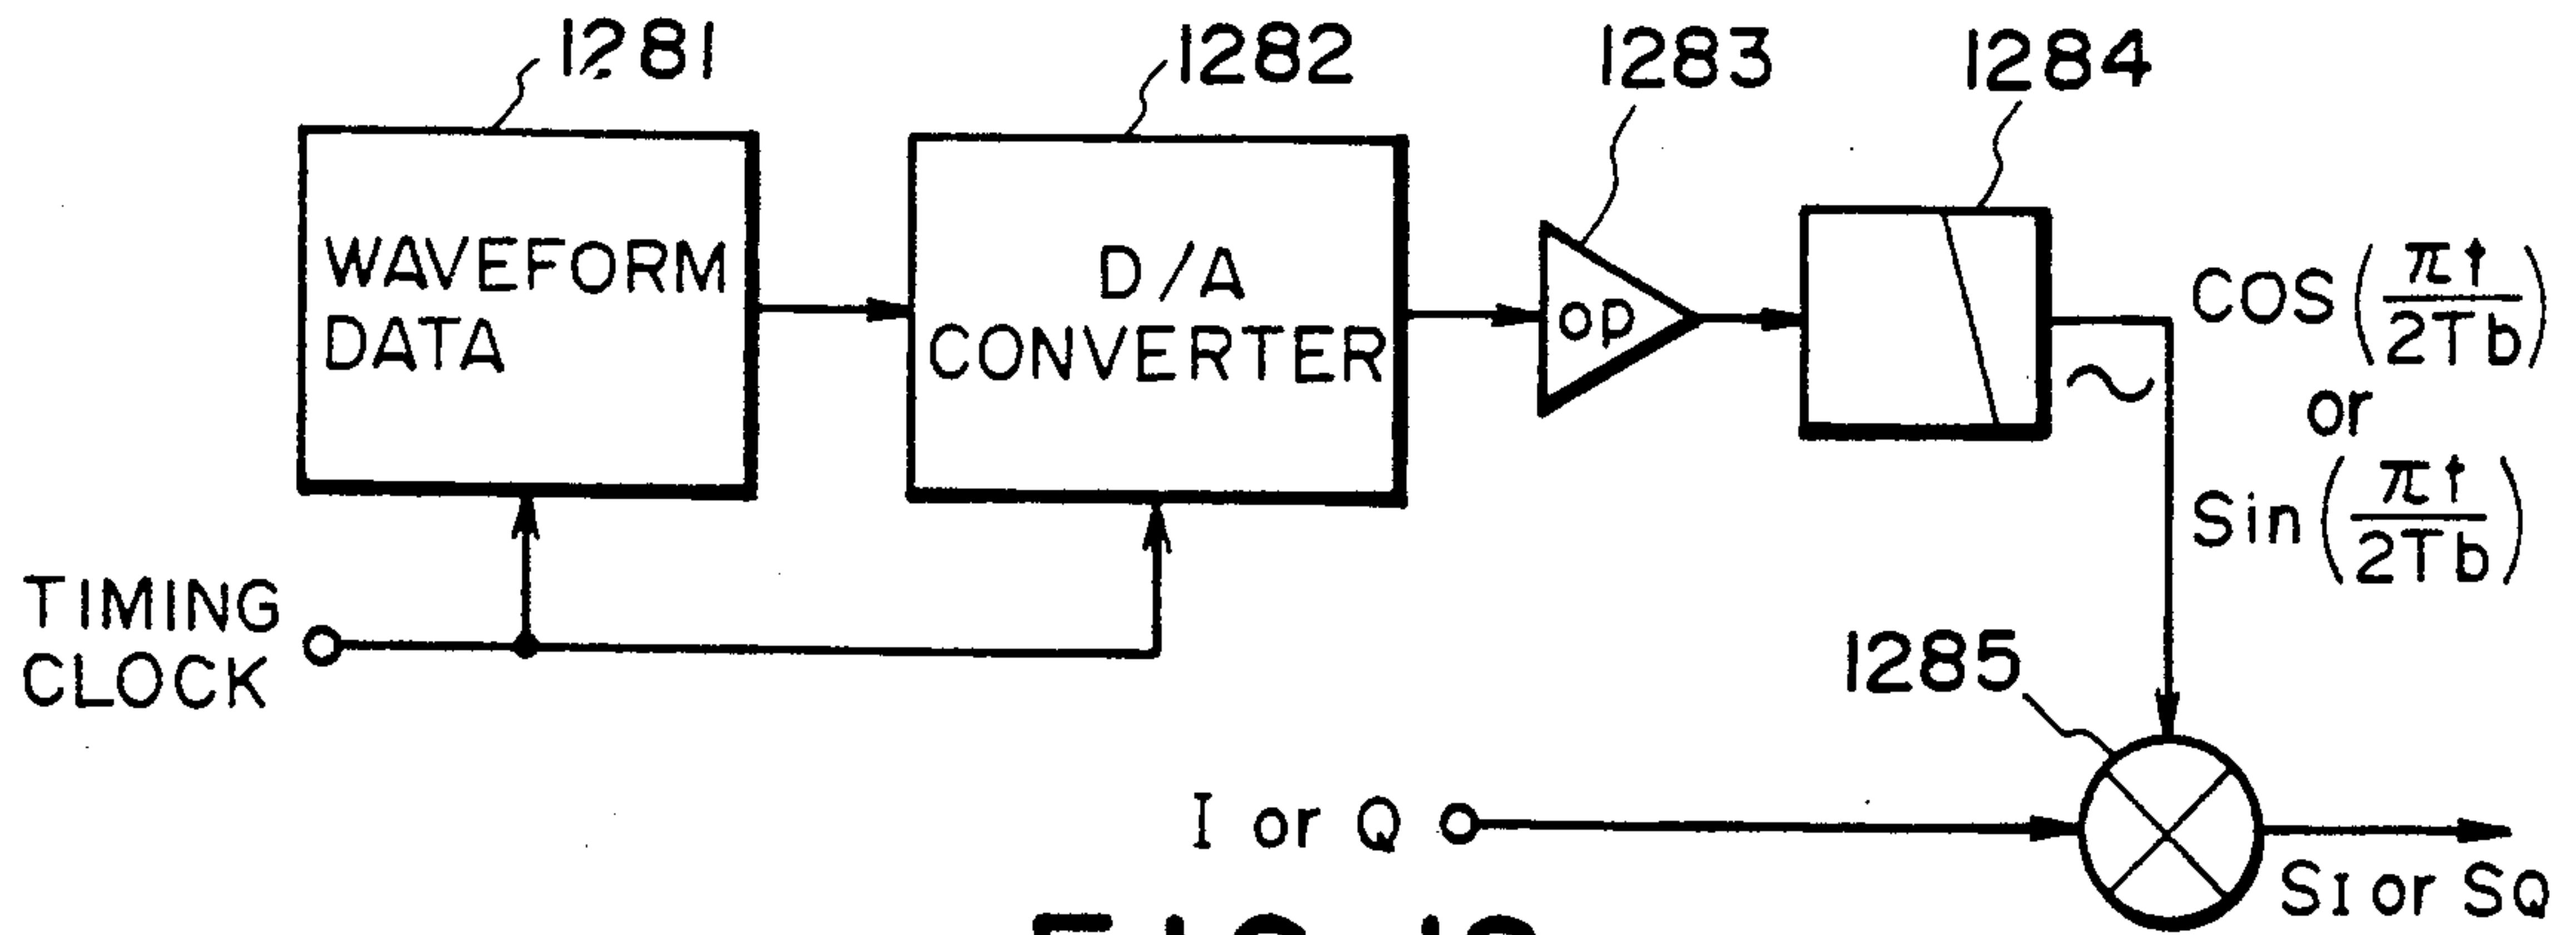 1281
1282
1283
1284
WAVEFORM
DATA
D/A
CONVERTER
OP
COS(πt/2Tb)
or
Sin(πt/2Tb)
TIMING
CLOCK
1285
I or Q
SI or SQ